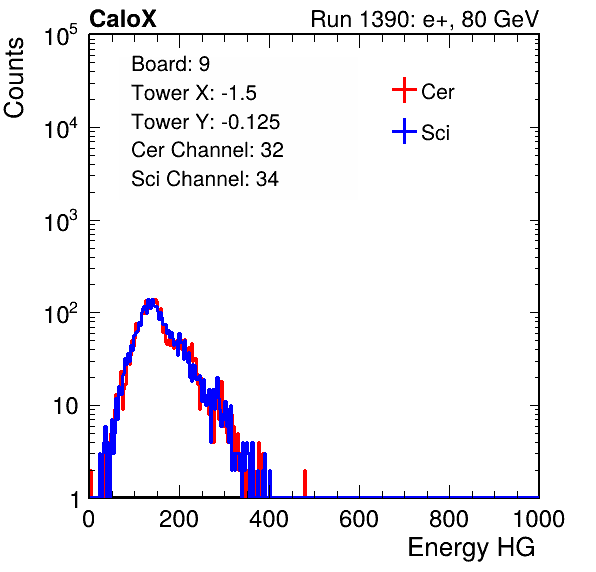 CaloX Run 1390: e+, 80 GeV
Counts
Board: 9
Tower X: -1.5
Tower Y: -0.125
Cer Channel: 32
Sci Channel: 34
Cer
Sci
10^5
10^4
10^3
10^2
10
1
0 200 400 600 800 1000
Energy HG